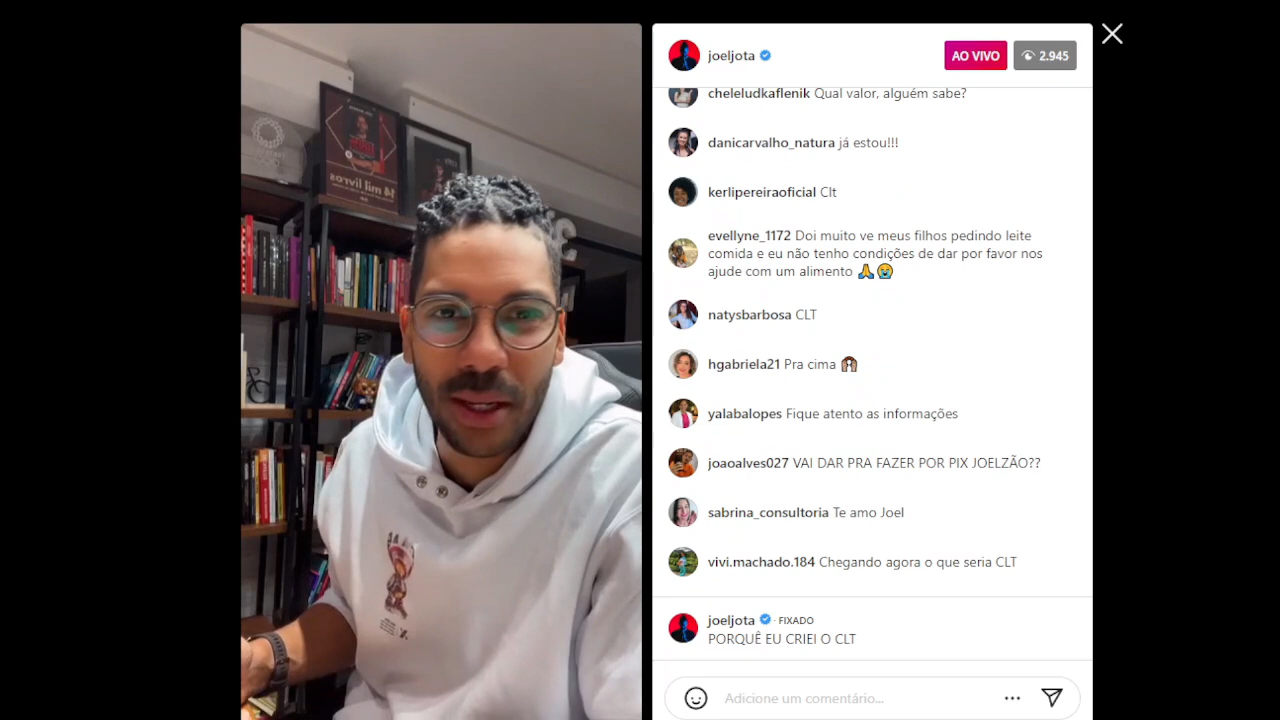 joeljota
AO VIVO
2.945
cheleludkaflenik Qual valor, alguém sabe?
danicarvalho_natura já estou!!!
kerlipereiraoficial Clt
evellyne_1172 Doi muito ve meus filhos pedindo leite
comida e eu não tenho condições de dar por favor nos
ajude com um alimento 🙏😭
natysbarbosa CLT
hgabriela21 Pra cima 🙌🏾
yalabalopes Fique atento as informações
joaoalves027 VAI DAR PRA FAZER POR PIX JOELZÃO??
sabrina_consultoria Te amo Joel
vivi.machado.184 Chegando agora o que seria CLT
joeljota · FIXADO
PORQUÊ EU CRIEI O CLT
Adicione um comentário...
14 mil livros